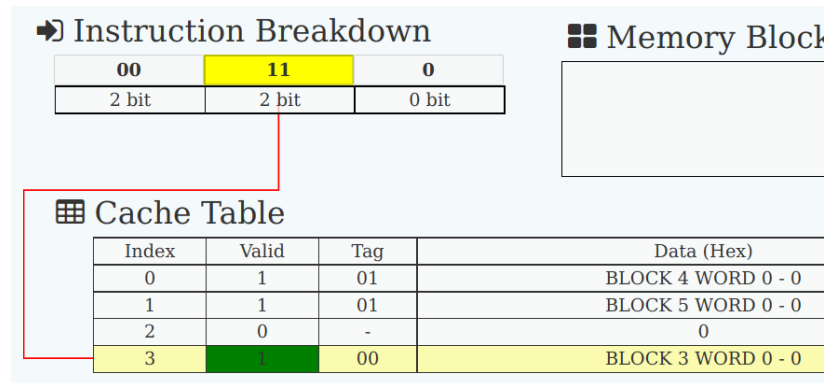 Instruction Breakdown
00 11 0
2 bit 2 bit 0 bit
Memory Block
Cache Table
Index Valid Tag Data (Hex)
0 1 01 BLOCK 4 WORD 0 - 0
1 1 01 BLOCK 5 WORD 0 - 0
2 0 - 0
3 1 00 BLOCK 3 WORD 0 - 0